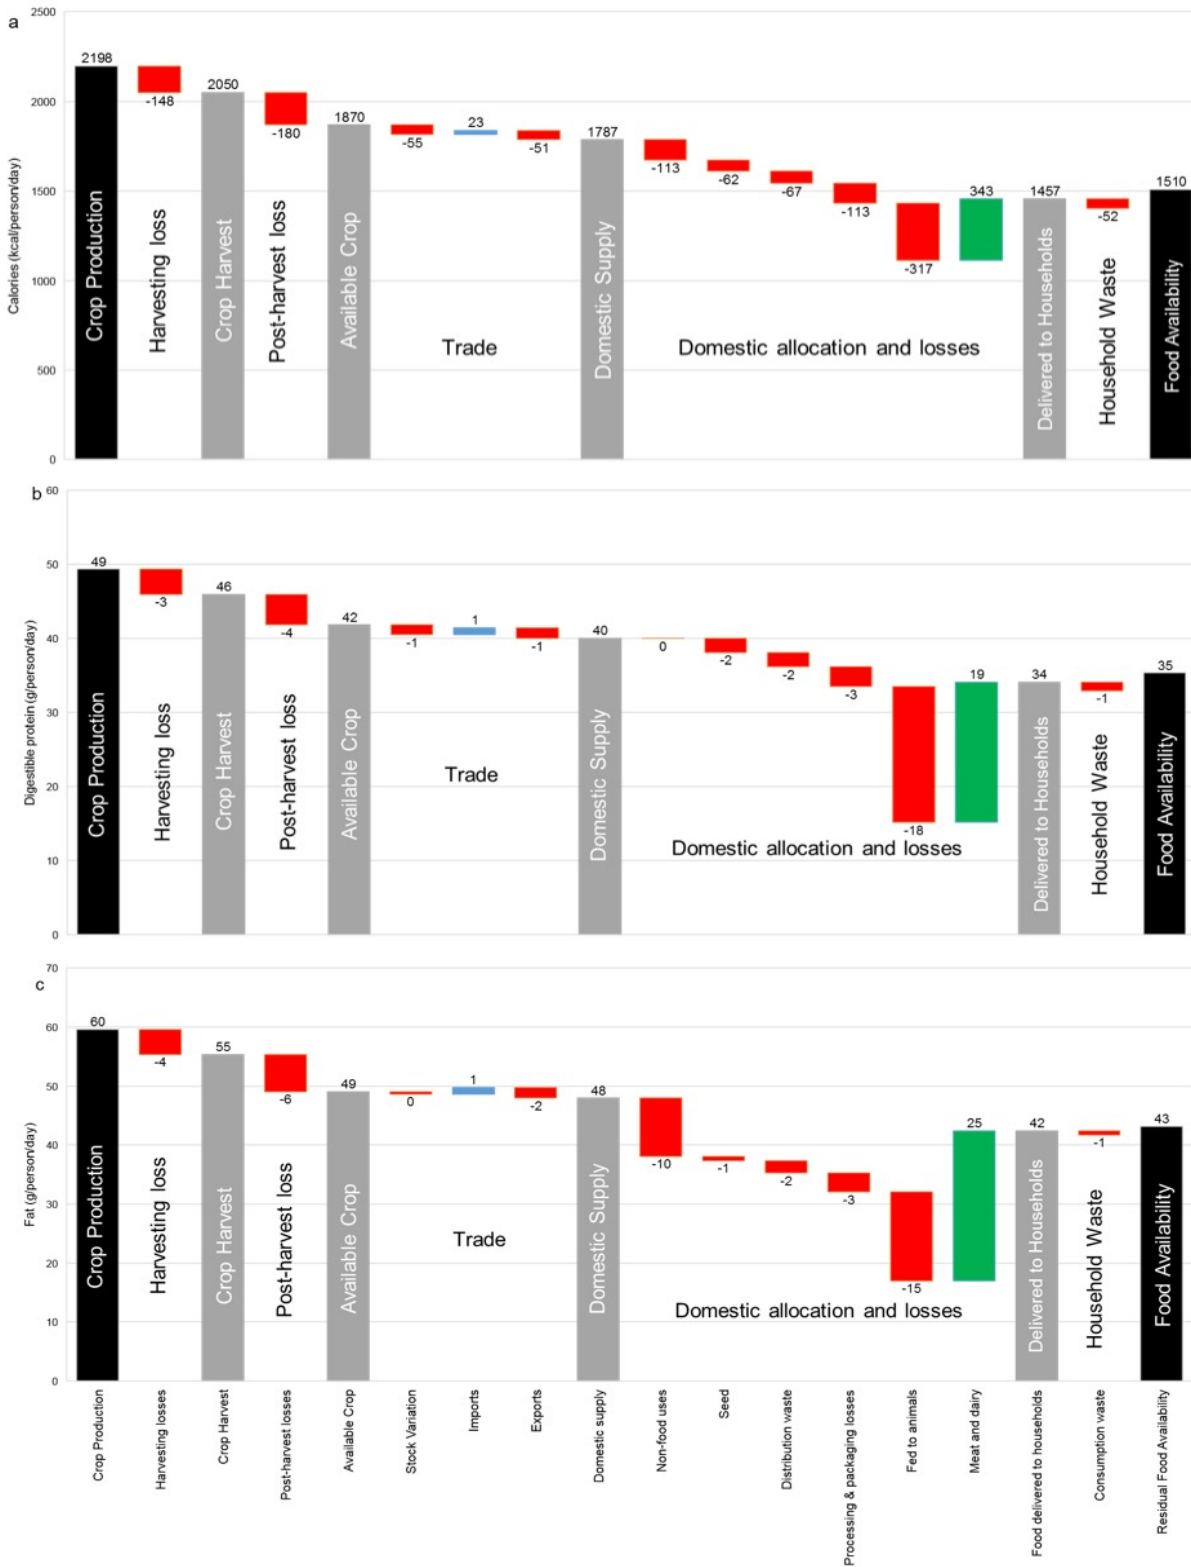 a
2500
2000
1500
1000
500
0
Calories (kcal/person/day)
2198
-148
2050
-180
1870
-55
23
-51
1787
-113
-62
-67
-113
-317
343
1457
-52
1510
Crop Production
Harvesting loss
Crop Harvest
Post-harvest loss
Available Crop
Trade
Domestic Supply
Domestic allocation and losses
Delivered to Households
Household Waste
Food Availability
b
60
50
40
30
20
10
0
Digestible protein (g/person/day)
49
-3
46
-4
42
-1
1
-1
40
0
-2
-2
-3
-18
19
34
-1
35
Crop Production
Harvesting loss
Crop Harvest
Post-harvest loss
Available Crop
Trade
Domestic Supply
Domestic allocation and losses
Delivered to Households
Household Waste
Food Availability
c
70
60
50
40
30
20
10
0
Fat (g/person/day)
60
-4
55
-6
49
0
1
-2
48
-10
-1
-2
-3
-15
25
42
-1
43
Crop Production
Harvesting loss
Crop Harvest
Post-harvest loss
Available Crop
Trade
Domestic Supply
Domestic allocation and losses
Delivered to Households
Household Waste
Food Availability
Crop Production
Harvesting losses
Crop Harvest
Post-harvest losses
Available Crop
Stock Variation
Imports
Exports
Domestic supply
Non-food uses
Seed
Distribution waste
Processing & packaging losses
Fed to animals
Meat and dairy
Food delivered to households
Consumption waste
Residual Food Availability